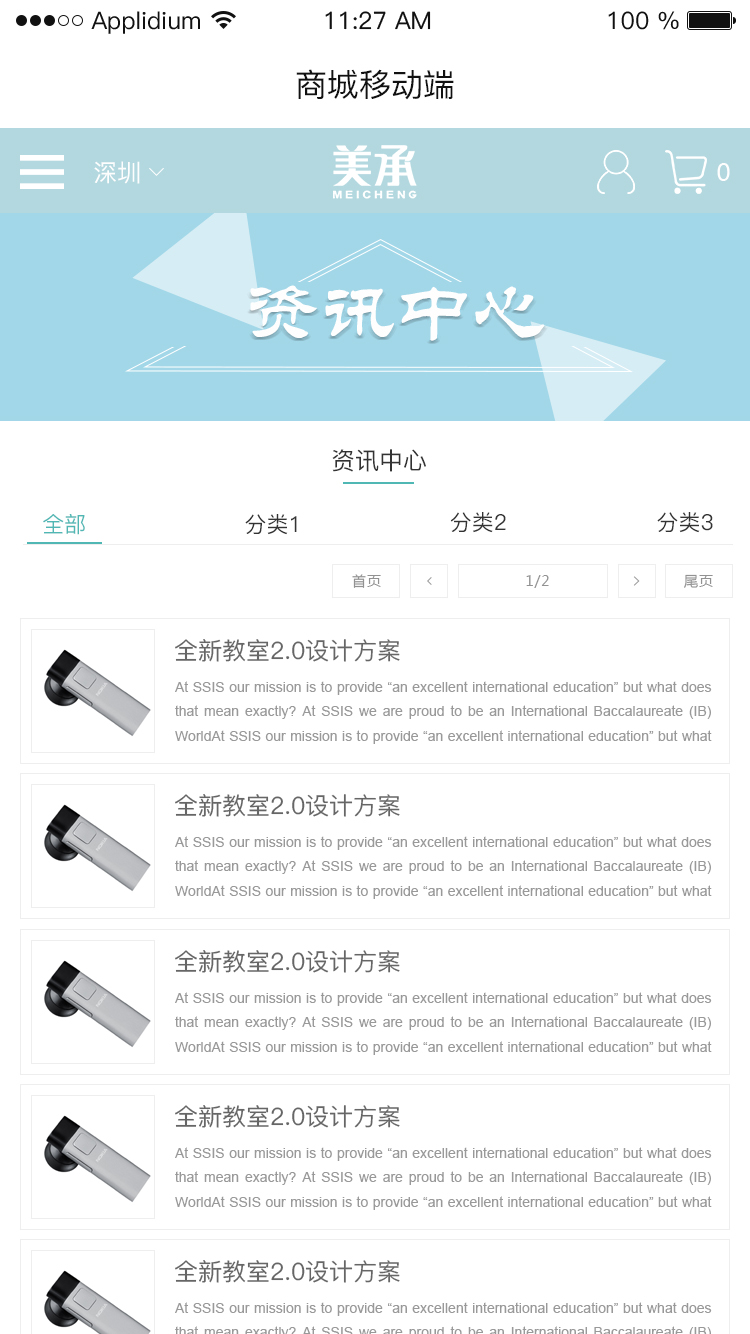 Applidium 11:27 AM 100 %
商城移动端
深圳 美承 0
MEICHENG
资讯中心
资讯中心
全部 分类1 分类2 分类3
首页 ‹ 1/2 › 尾页
全新教室2.0设计方案
At SSIS our mission is to provide “an excellent international education” but what does
that mean exactly? At SSIS we are proud to be an International Baccalaureate (IB)
WorldAt SSIS our mission is to provide “an excellent international education” but what
全新教室2.0设计方案
At SSIS our mission is to provide “an excellent international education” but what does
that mean exactly? At SSIS we are proud to be an International Baccalaureate (IB)
WorldAt SSIS our mission is to provide “an excellent international education” but what
全新教室2.0设计方案
At SSIS our mission is to provide “an excellent international education” but what does
that mean exactly? At SSIS we are proud to be an International Baccalaureate (IB)
WorldAt SSIS our mission is to provide “an excellent international education” but what
全新教室2.0设计方案
At SSIS our mission is to provide “an excellent international education” but what does
that mean exactly? At SSIS we are proud to be an International Baccalaureate (IB)
WorldAt SSIS our mission is to provide “an excellent international education” but what
全新教室2.0设计方案
At SSIS our mission is to provide “an excellent international education” but what does
that mean exactly? At SSIS we are proud to be an International Baccalaureate (IB)